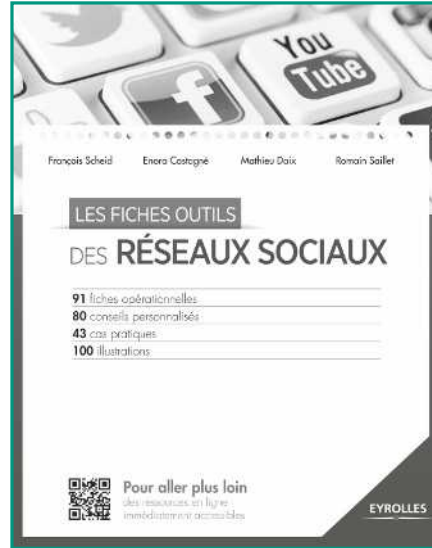 You
Tube
François Scheid Enora Castagné Mathieu Daix Romain Saillet
LES FICHES OUTILS
DES RÉSEAUX SOCIAUX
91 fiches opérationnelles
80 conseils personnalisés
43 cas pratiques
100 illustrations
Pour aller plus loin
des ressources en ligne
immédiatement accessibles
EYROLLES